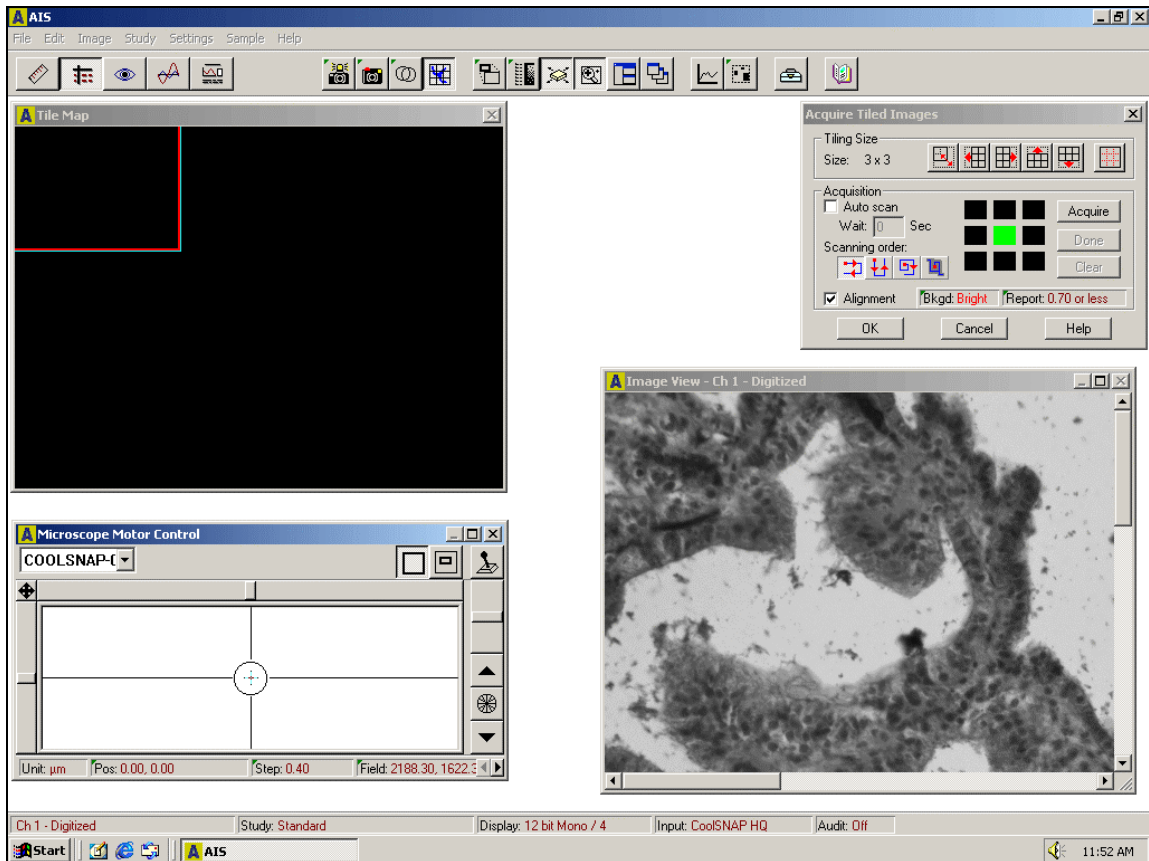 AIS
File Edit Image Study Settings Sample Help
Tile Map
Acquire Tiled Images
Tiling Size
Size: 3 x 3
Acquisition
Auto scan
Wait: 0 Sec
Scanning order:
Acquire
Done
Clear
Alignment Bkgd: Bright Report: 0.70 or less
OK Cancel Help
Image View - Ch 1 - Digitized
Microscope Motor Control
COOLSNAP-(
Unit: µm Pos: 0.00, 0.00 Step: 0.40 Field: 2188.30, 1622.3
Ch 1 - Digitized Study: Standard Display: 12 bit Mono / 4 Input: CoolSNAP HQ Audit: Off
Start AIS 11:52 AM